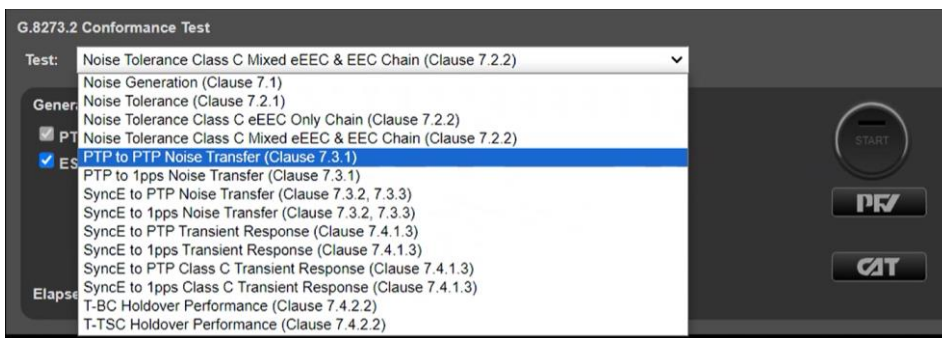 G.8273.2 Conformance Test
Test: Noise Tolerance Class C Mixed eEEC & EEC Chain (Clause 7.2.2)
Noise Generation (Clause 7.1)
Gener Noise Tolerance (Clause 7.2.1)
Noise Tolerance Class C eEEC Only Chain (Clause 7.2.2)
PT Noise Tolerance Class C Mixed eEEC & EEC Chain (Clause 7.2.2)
START
ES PTP to PTP Noise Transfer (Clause 7.3.1)
PTP to 1pps Noise Transfer (Clause 7.3.1)
SyncE to PTP Noise Transfer (Clause 7.3.2, 7.3.3)
PFV
SyncE to 1pps Noise Transfer (Clause 7.3.2, 7.3.3)
SyncE to PTP Transient Response (Clause 7.4.1.3)
SyncE to 1pps Transient Response (Clause 7.4.1.3)
SyncE to PTP Class C Transient Response (Clause 7.4.1.3)
CAT
Elapse SyncE to 1pps Class C Transient Response (Clause 7.4.1.3)
T-BC Holdover Performance (Clause 7.4.2.2)
T-TSC Holdover Performance (Clause 7.4.2.2)